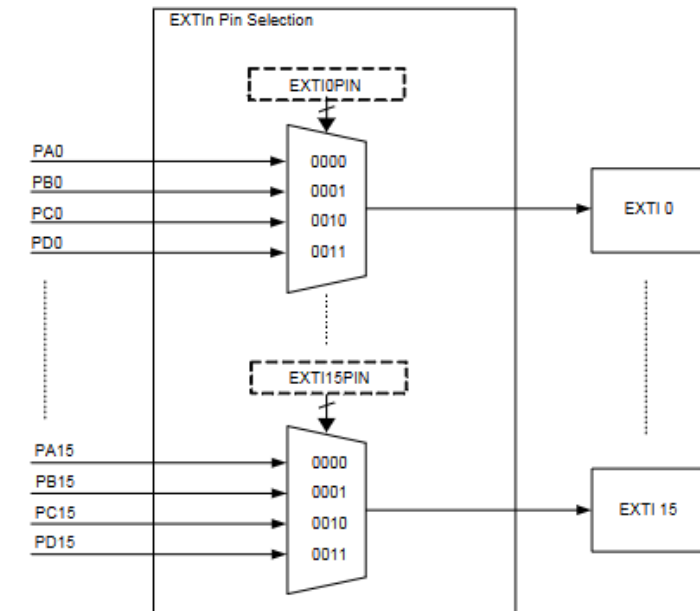 EXTIn Pin Selection
EXTI0PIN
PA0
PB0
PC0
PD0
0000
0001
0010
0011
EXTI 0
EXTI15PIN
PA15
PB15
PC15
PD15
0000
0001
0010
0011
EXTI 15